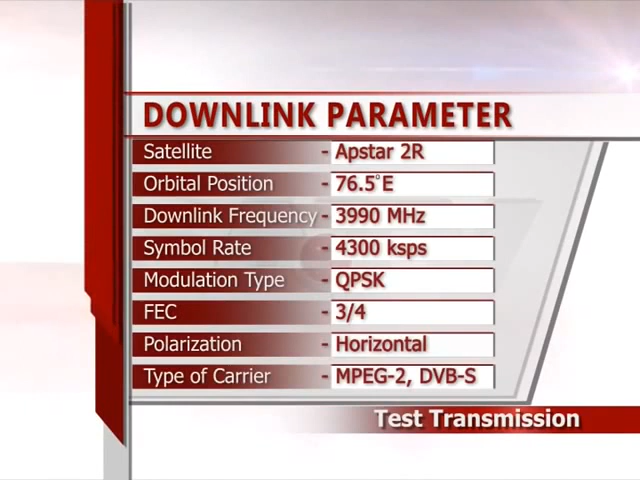 DOWNLINK PARAMETER
Satellite - Apstar 2R
Orbital Position - 76.5°E
Downlink Frequency - 3990 MHz
Symbol Rate - 4300 ksps
Modulation Type - QPSK
FEC - 3/4
Polarization - Horizontal
Type of Carrier - MPEG-2, DVB-S
Test Transmission